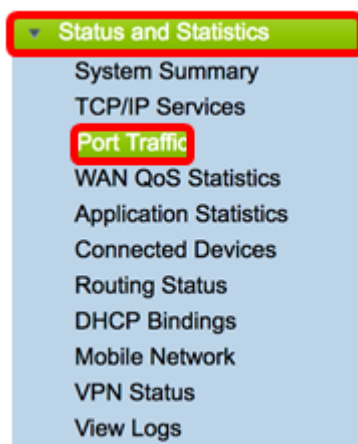 Status and Statistics
System Summary
TCP/IP Services
Port Traffic
WAN QoS Statistics
Application Statistics
Connected Devices
Routing Status
DHCP Bindings
Mobile Network
VPN Status
View Logs